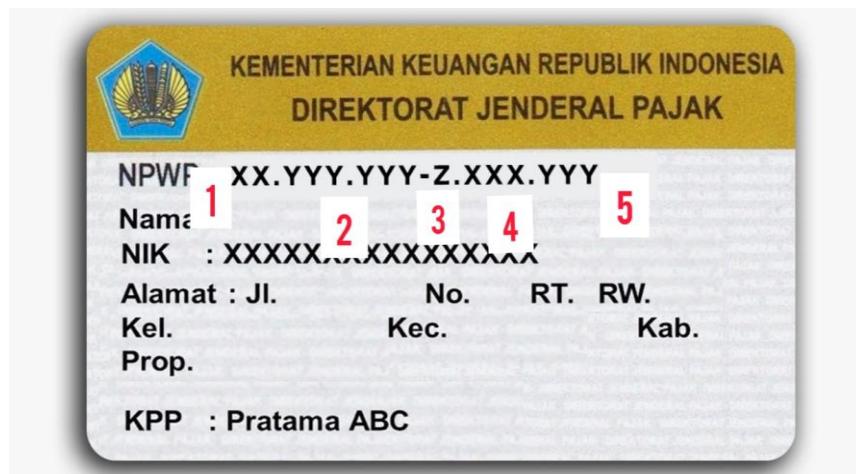 KEMENTERIAN KEUANGAN REPUBLIK INDONESIA
DIREKTORAT JENDERAL PAJAK
NPWP XX.YYY.YYY-Z.XXX.YYY
1 2 3 4 5
Nama
NIK : XXXXXXXXXXXXXXXX
Alamat : Jl. No. RT. RW.
Kel. Kec. Kab.
Prop.
KPP : Pratama ABC